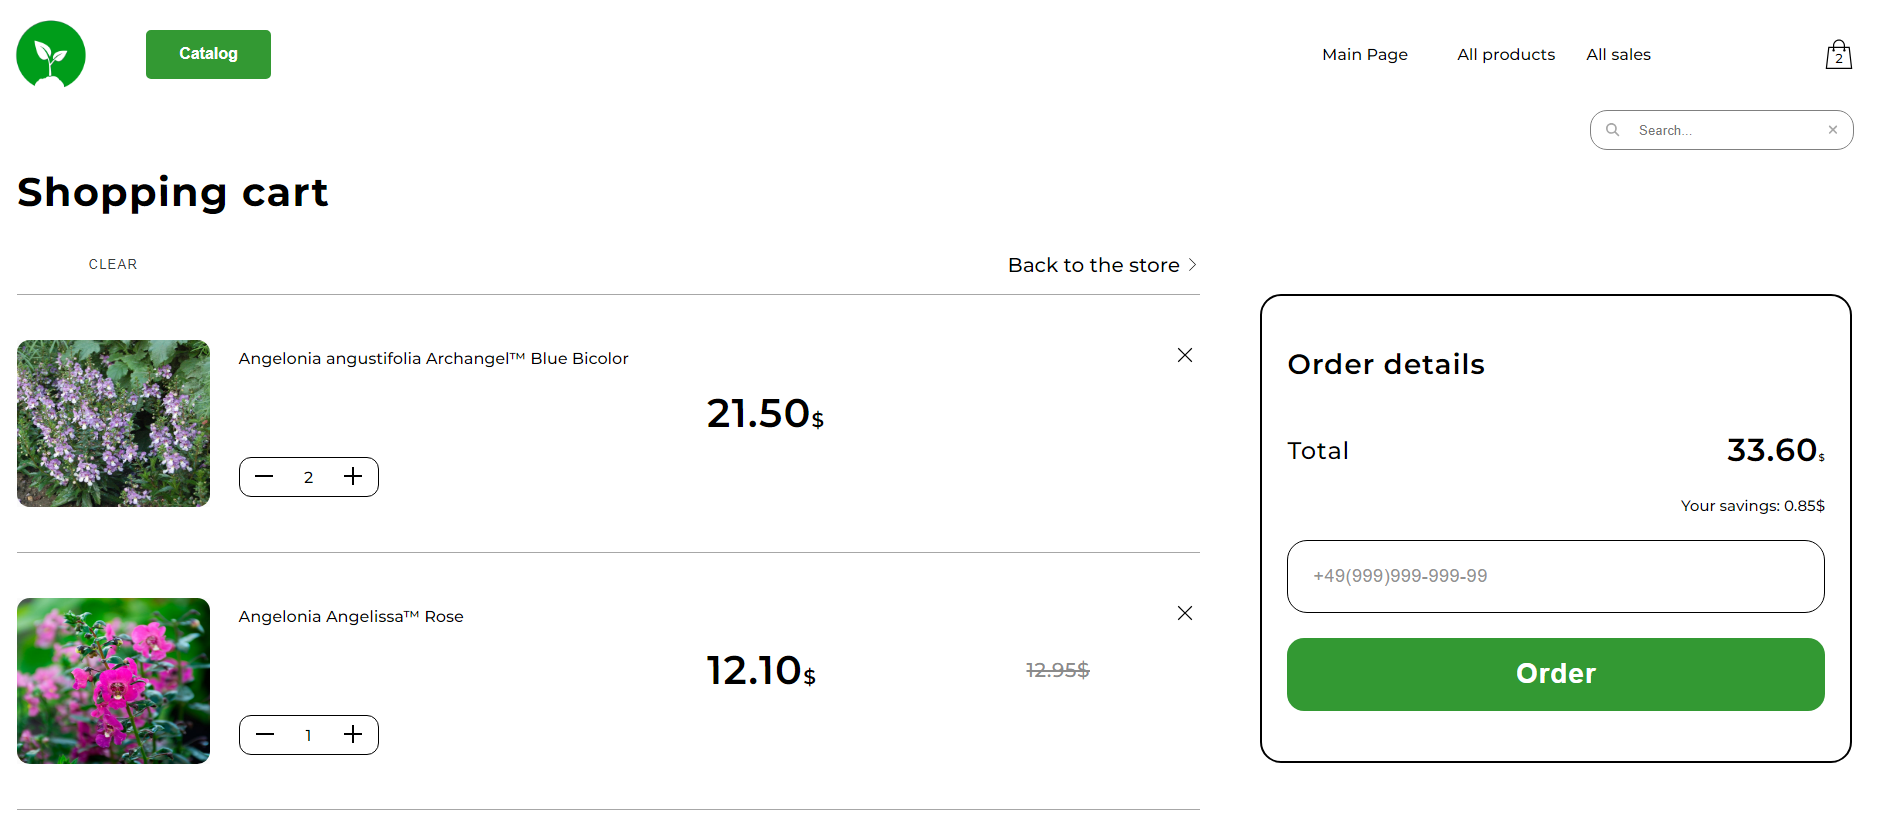 Catalog
Main Page
All products
All sales
2
Search...
Shopping cart
CLEAR
Back to the store
Angelonia angustifolia Archangel™ Blue Bicolor
21.50$
2
Angelonia Angelissa™ Rose
12.10$
12.95$
1
Order details
Total
33.60$
Your savings: 0.85$
+49(999)999-999-99
Order